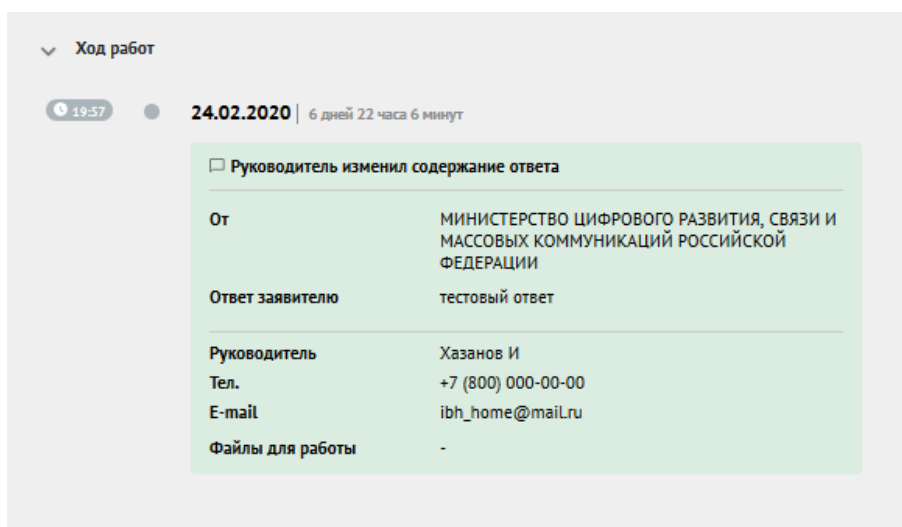 Ход работ
19:57 24.02.2020 | 6 дней 22 часа 6 минут
Руководитель изменил содержание ответа
От МИНИСТЕРСТВО ЦИФРОВОГО РАЗВИТИЯ, СВЯЗИ И
МАССОВЫХ КОММУНИКАЦИЙ РОССИЙСКОЙ
ФЕДЕРАЦИИ
Ответ заявителю тестовый ответ
Руководитель Хазанов И
Тел. +7 (800) 000-00-00
E-mail ibh_home@mail.ru
Файлы для работы -